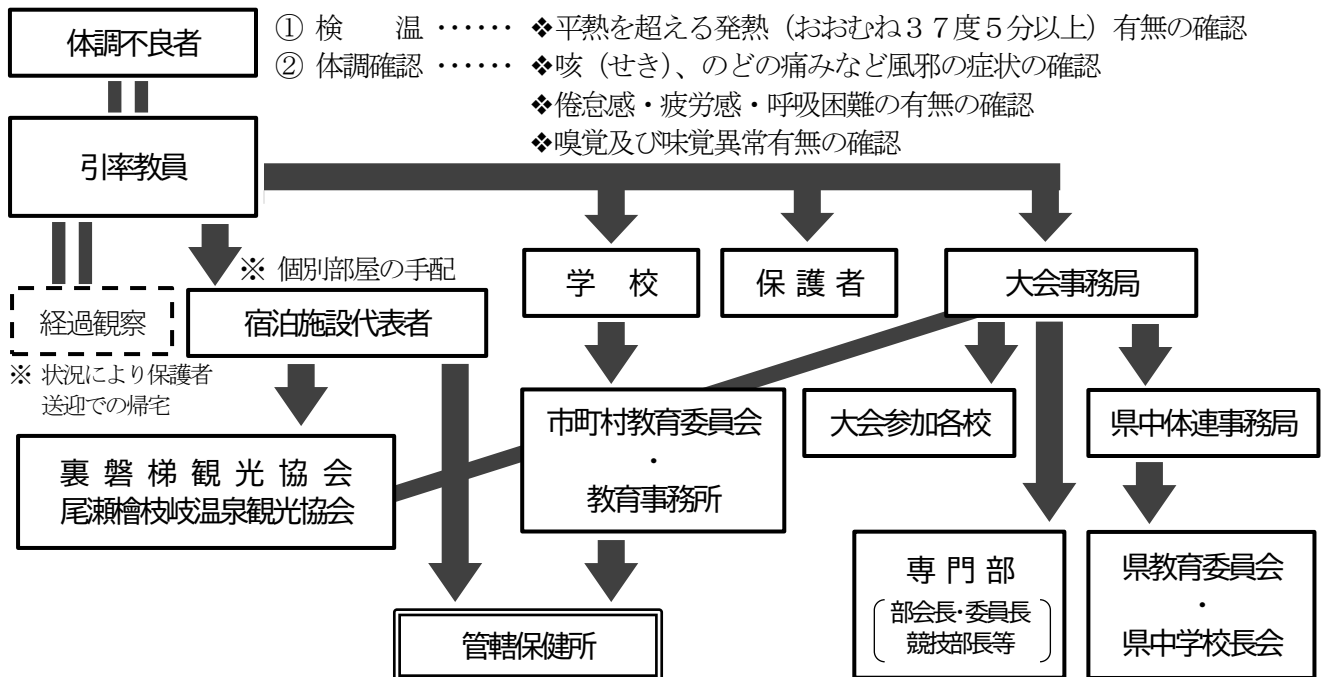 体調不良者
① 検　　温 …… ❖平熱を超える発熱（おおむね３７度５分以上）有無の確認
② 体調確認 …… ❖咳（せき）、のどの痛みなど風邪の症状の確認
❖倦怠感・疲労感・呼吸困難の有無の確認
❖嗅覚及び味覚異常有無の確認
引率教員
※ 個別部屋の手配
学　校
保 護 者
大会事務局
経過観察
宿泊施設代表者
※ 状況により保護者
送迎での帰宅
市町村教育委員会
・
教育事務所
大会参加各校
県中体連事務局
裏 磐 梯 観 光 協 会
尾瀬檜枝岐温泉観光協会
専 門 部
部会長・委員長
競技部長等
県教育委員会
・
県中学校長会
管轄保健所